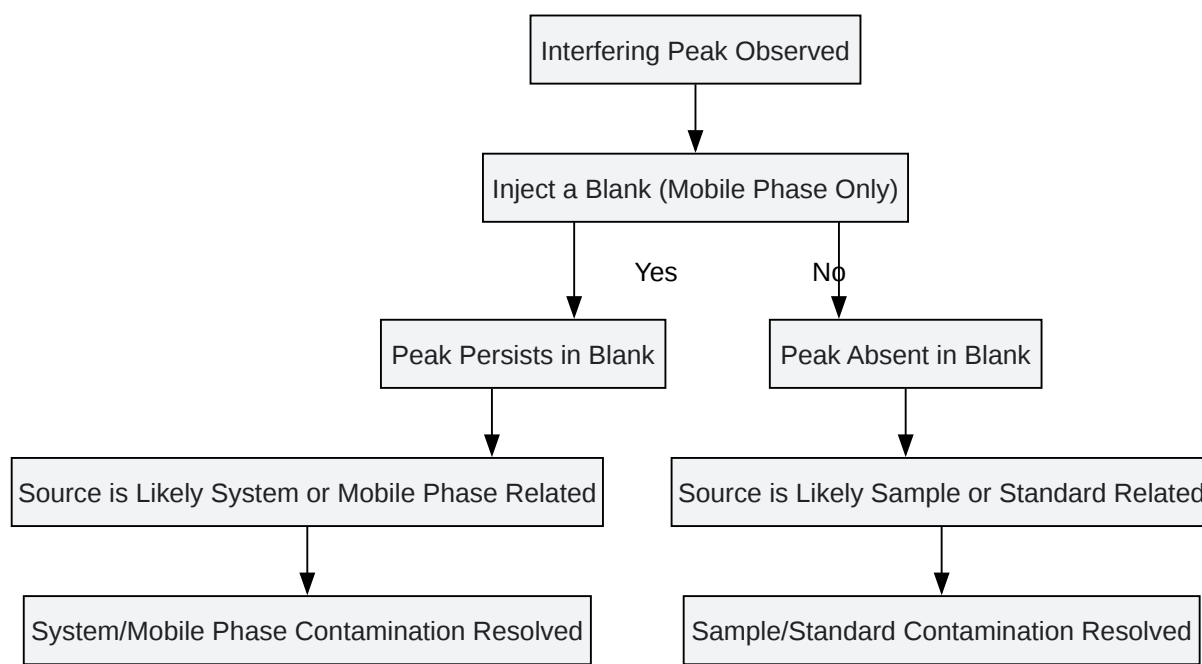 Interfering Peak Observed
Inject a Blank (Mobile Phase Only)
Yes
No
Peak Persists in Blank
Peak Absent in Blank
Source is Likely System or Mobile Phase Related
Source is Likely Sample or Standard Related
System/Mobile Phase Contamination Resolved
Sample/Standard Contamination Resolved